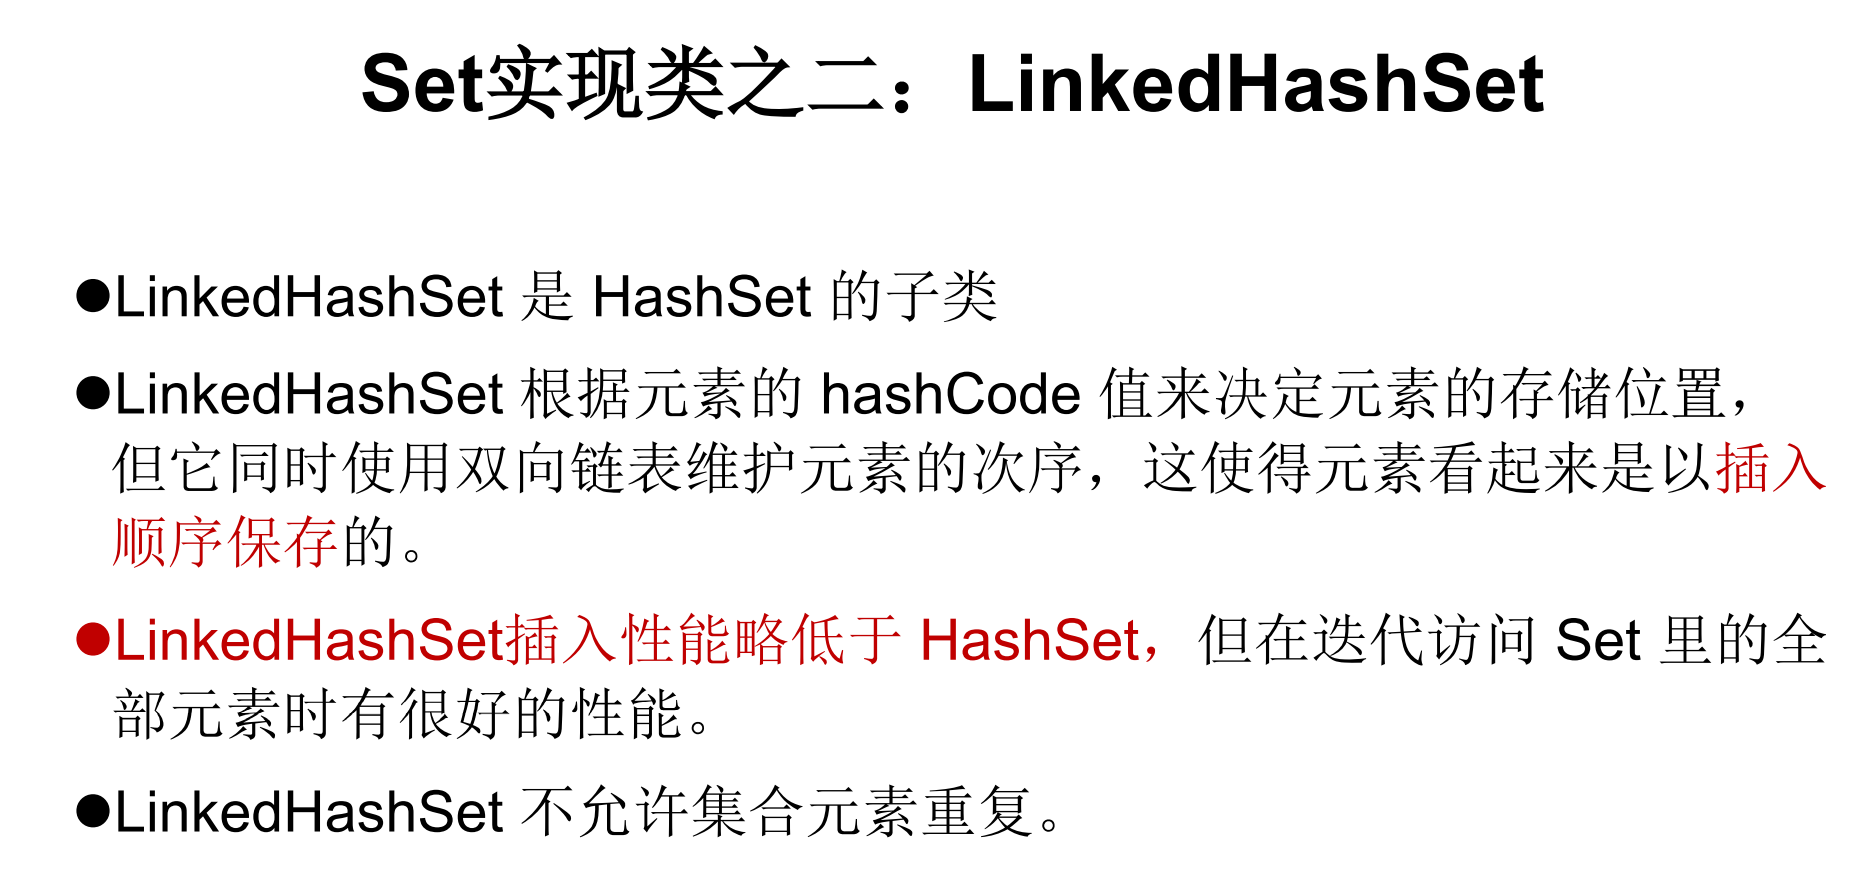 Set实现类之二：LinkedHashSet
●LinkedHashSet 是 HashSet 的子类
●LinkedHashSet 根据元素的 hashCode 值来决定元素的存储位置，
但它同时使用双向链表维护元素的次序，这使得元素看起来是以插入
顺序保存的。
●LinkedHashSet插入性能略低于 HashSet，但在迭代访问 Set 里的全
部元素时有很好的性能。
●LinkedHashSet 不允许集合元素重复。